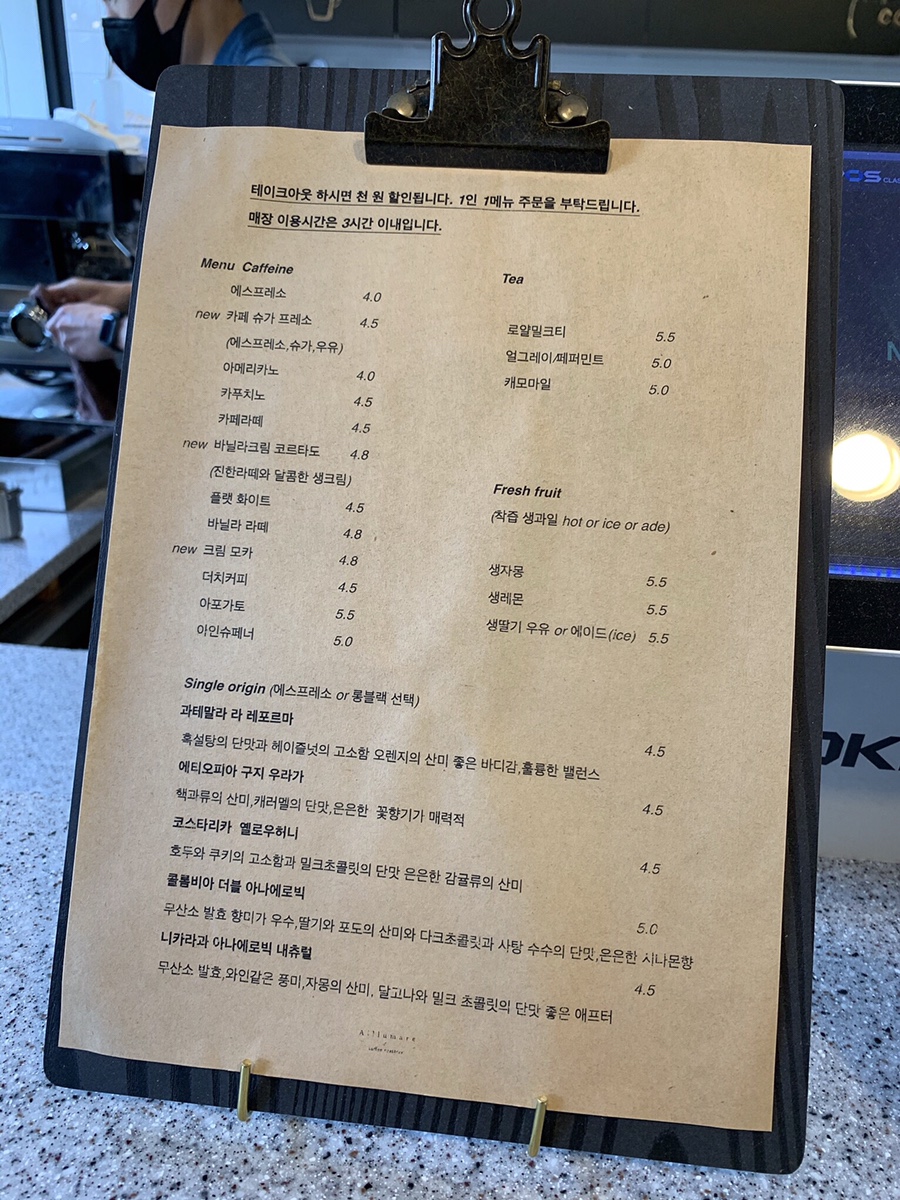 테이크아웃 하시면 천 원 할인됩니다. 1인 1메뉴 주문을 부탁드립니다.
매장 이용시간은 3시간 이내입니다.
Menu Caffeine
에스프레소 4.0
new 카페 슈가 프레소 4.5
(에스프레소,슈가,우유)
아메리카노 4.0
카푸치노 4.5
카페라떼 4.5
new 바닐라크림 코르타도 4.8
(진한라떼와 달콤한 생크림)
플랫 화이트 4.5
바닐라 라떼 4.8
new 크림 모카 4.8
더치커피 4.5
아포가토 5.5
아인슈페너 5.0
Tea
로얄밀크티 5.5
얼그레이/페퍼민트 5.0
캐모마일 5.0
Fresh fruit
(착즙 생과일 hot or ice or ade)
생자몽 5.5
생레몬 5.5
생딸기 우유 or 에이드(ice) 5.5
Single origin (에스프레소 or 롱블랙 선택)
과테말라 라 레포르마 4.5
흑설탕의 단맛과 헤이즐넛의 고소함 오렌지의 산미 좋은 바디감,훌륭한 밸런스
에티오피아 구지 우라가 4.5
핵과류의 산미,캐러멜의 단맛,은은한 꽃향기가 매력적
코스타리카 옐로우허니 4.5
호두와 쿠키의 고소함과 밀크초콜릿의 단맛 은은한 감귤류의 산미
콜롬비아 더블 아나에로빅 5.0
무산소 발효 향미가 우수,딸기와 포도의 산미와 다크초콜릿과 사탕 수수의 단맛,은은한 시나몬향
니카라과 아나에로빅 내츄럴 4.5
무산소 발효,와인같은 풍미,자몽의 산미, 달고나와 밀크 초콜릿의 단맛 좋은 애프터